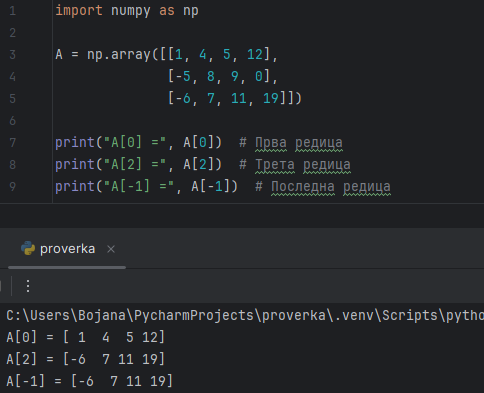 1 import numpy as np
2
3 A = np.array([[1, 4, 5, 12],
4 [-5, 8, 9, 0],
5 [-6, 7, 11, 19]])
6
7 print("A[0] =", A[0]) # Прва редица
8 print("A[2] =", A[2]) # Трета редица
9 print("A[-1] =", A[-1]) # Последна редица
proverka ×
C:\Users\Bojana\PycharmProjects\proverka\.venv\Scripts\pytho
A[0] = [ 1  4  5 12]
A[2] = [-6  7 11 19]
A[-1] = [-6  7 11 19]